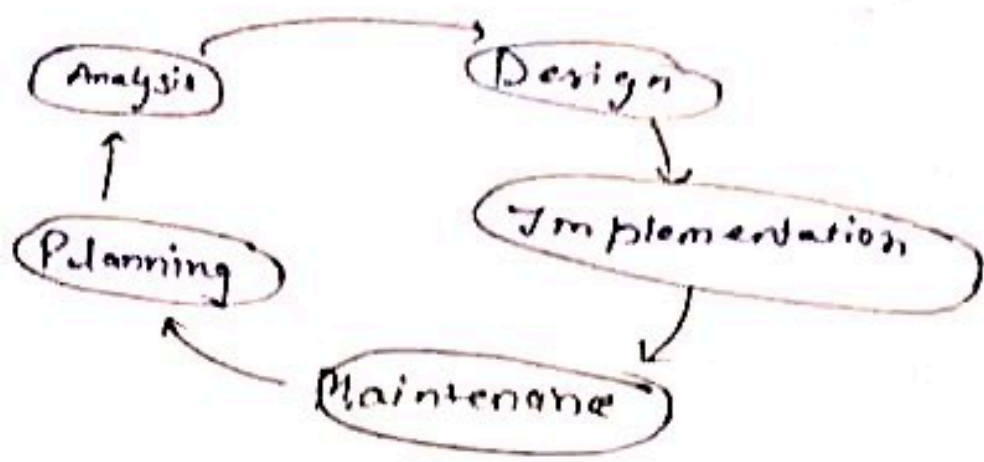 Analysis
Design
Implementation
Planning
Maintenance